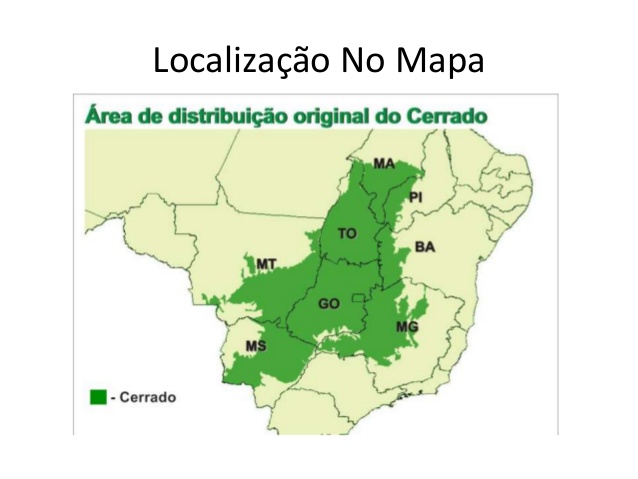 Localização No Mapa
Área de distribuição original do Cerrado
MA
PI
TO
BA
MT
GO
MG
MS
- Cerrado